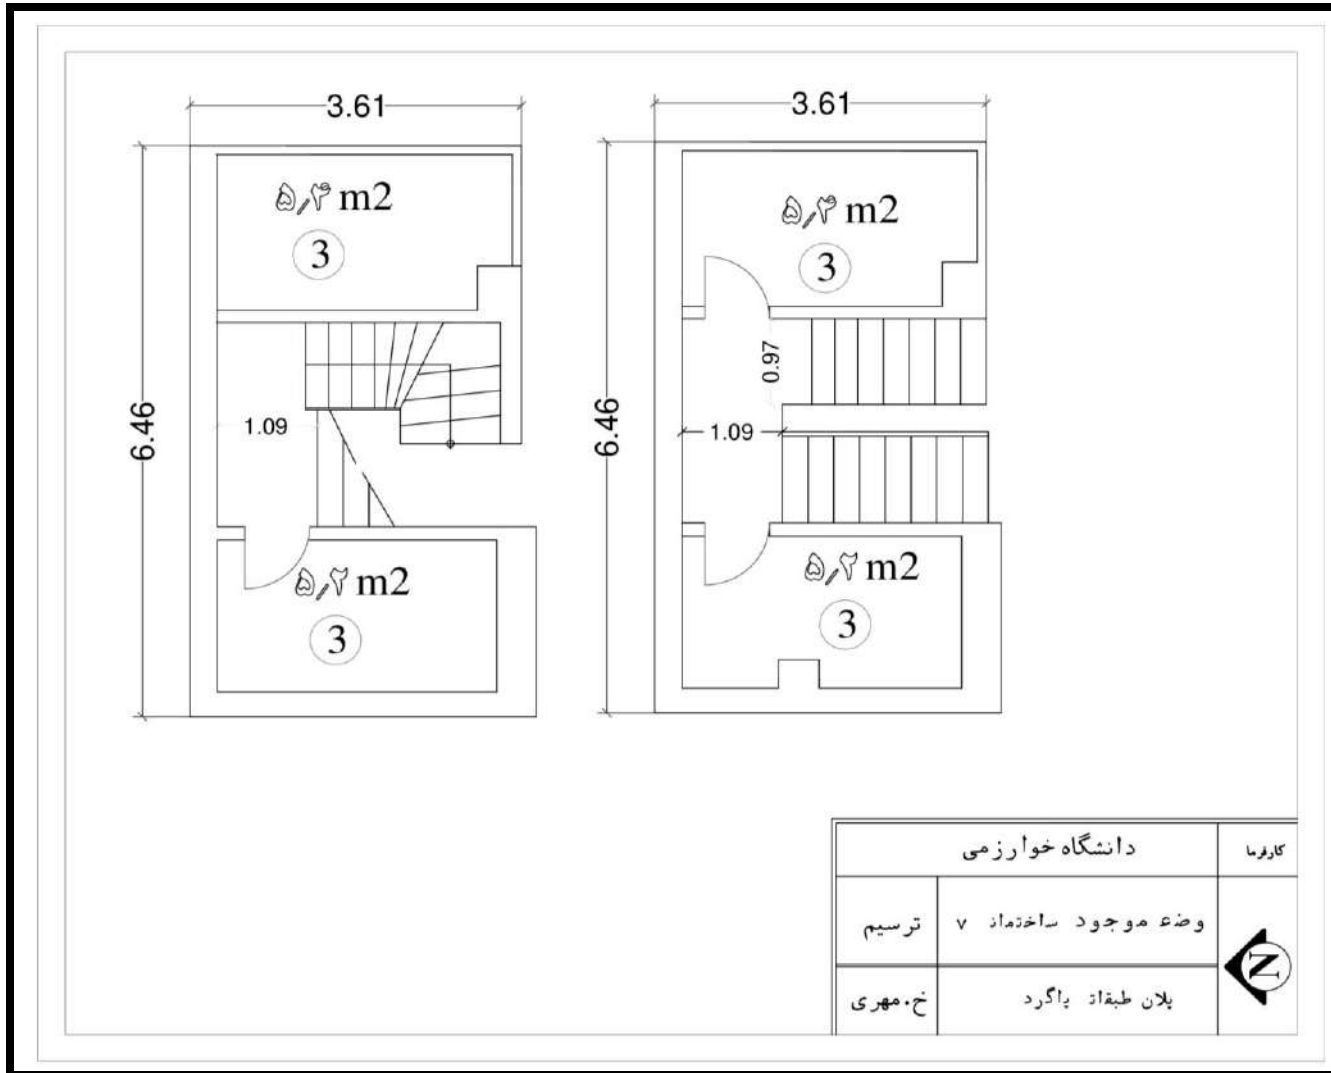 3.61
3.61
۵٫۴ m2
3
۵٫۴ m2
3
6.46
1.09
6.46
0.97
1.09
۵٫۲ m2
3
۵٫۲ m2
3
دانشگاه خوارزمی
کارفرما
وضع موجود ساختمان ۷
ترسیم
پلان طبقات پاگرد
خ.مهری
N